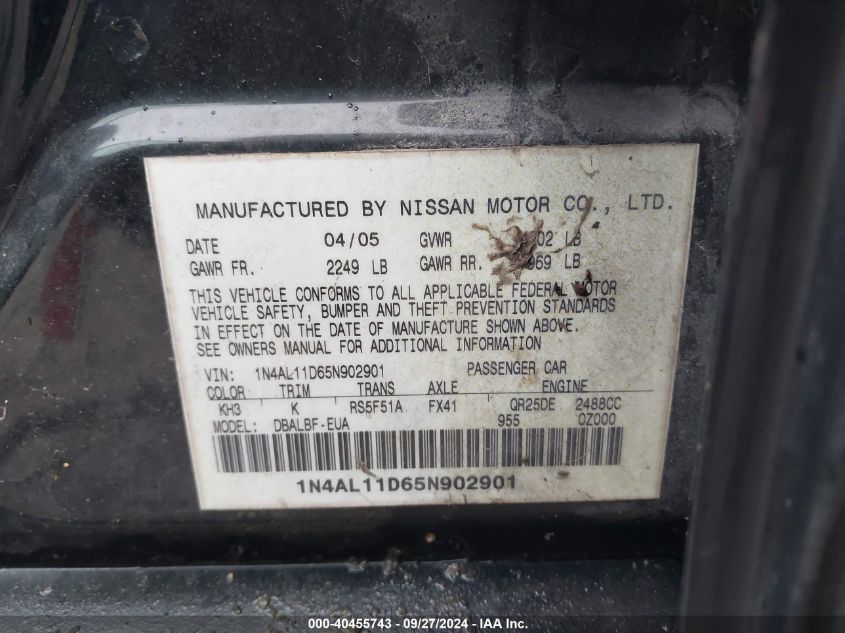 MANUFACTURED BY NISSAN MOTOR CO., LTD.
DATE 04/05 GVWR LB
GAWR FR. 2249 LB GAWR RR. LB
THIS VEHICLE CONFORMS TO ALL APPLICABLE FEDERAL MOTOR
VEHICLE SAFETY, BUMPER AND THEFT PREVENTION STANDARDS
IN EFFECT ON THE DATE OF MANUFACTURE SHOWN ABOVE.
SEE OWNERS MANUAL FOR ADDITIONAL INFORMATION
VIN: 1N4AL11D65N902901 PASSENGER CAR
COLOR TRIM TRANS AXLE ENGINE
KH3 K RS5F51A FX41 QR25DE 2488CC
MODEL: DBALBF-EUA 955 0Z000
1N4AL11D65N902901
000-40455743 - 09/27/2024 - IAA Inc.